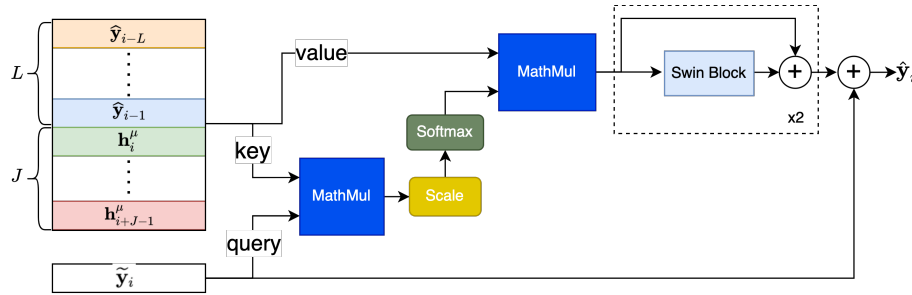 L
ŷ_{i−L}
ŷ_{i−1}
J
h_i^μ
h_{i+J−1}^μ
ỹ_i
value
key
query
MathMul
Scale
Softmax
MathMul
Swin Block
+
x2
+